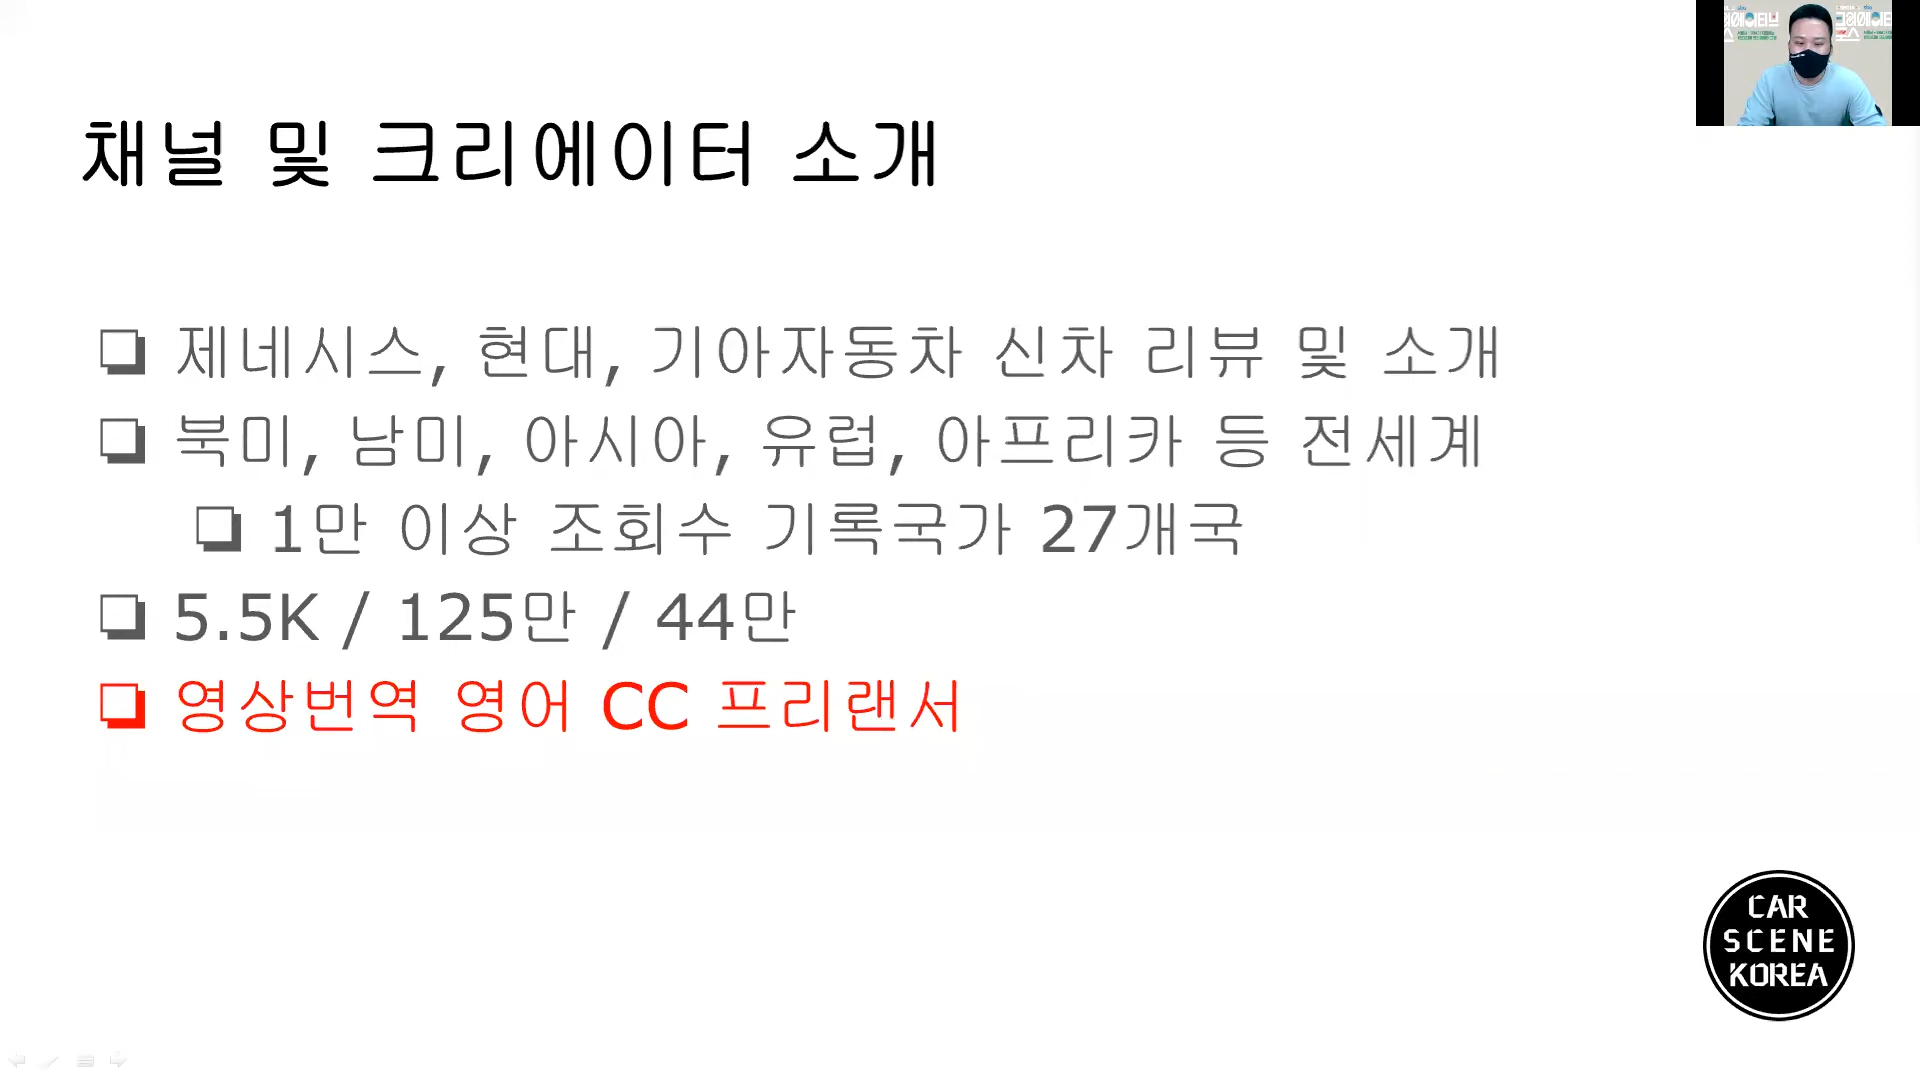 채널 및 크리에이터 소개
제네시스, 현대, 기아자동차 신차 리뷰 및 소개
북미, 남미, 아시아, 유럽, 아프리카 등 전세계
1만 이상 조회수 기록국가 27개국
5.5K / 125만 / 44만
영상번역 영어 CC 프리랜서
CAR
SCENE
KOREA